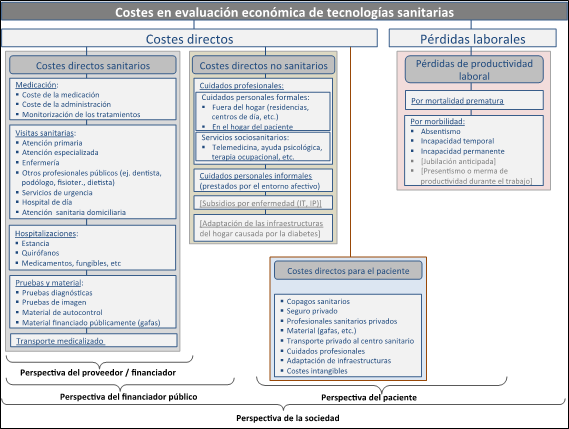 Costes en evaluación económica de tecnologías sanitarias
Costes directos
Pérdidas laborales
Costes directos sanitarios
Medicación:
Coste de la medicación
Coste de la administración
Monitorización de los tratamientos
Visitas sanitarias:
Atención primaria
Atención especializada
Enfermería
Otros profesionales públicos (ej. dentista,
podólogo, fisioter., dietista)
Servicios de urgencia
Hospital de día
Atención sanitaria domiciliaria
Hospitalizaciones:
Estancia
Quirófanos
Medicamentos, fungibles, etc
Pruebas y material:
Pruebas diagnósticas
Pruebas de imagen
Material de autocontrol
Material financiado públicamente (gafas)
Transporte medicalizado
Costes directos no sanitarios
Cuidados profesionales:
Cuidados personales formales:
Fuera del hogar (residencias,
centros de día, etc.)
En el hogar del paciente
Servicios sociosanitarios:
Telemedicina, ayuda psicológica,
terapia ocupacional, etc.
Cuidados personales informales
(prestados por el entorno afectivo)
[Subsidios por enfermedad (IT, IP)]
[Adaptación de las infraestructuras
del hogar causada por la diabetes]
Costes directos para el paciente
Copagos sanitarios
Seguro privado
Profesionales sanitarios privados
Material (gafas, etc.)
Transporte privado al centro sanitario
Cuidados profesionales
Adaptación de infraestructuras
Costes intangibles
Pérdidas de productividad
laboral
Por mortalidad prematura
Por morbilidad:
Absentismo
Incapacidad temporal
Incapacidad permanente
[Jubilación anticipada]
[Presentismo o merma de
productividad durante el trabajo]
Perspectiva del proveedor / financiador
Perspectiva del financiador público
Perspectiva del paciente
Perspectiva de la sociedad